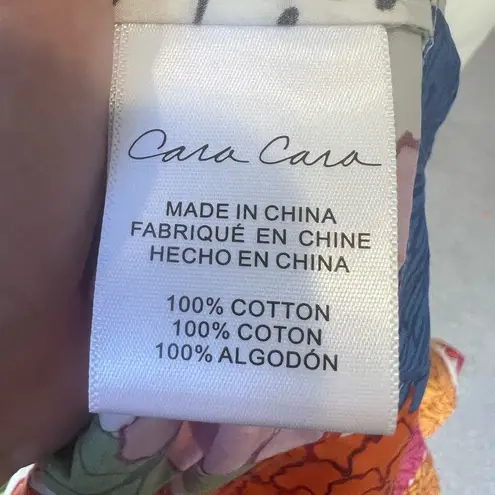 Cara Cara
MADE IN CHINA
FABRIQUÉ EN CHINE
HECHO EN CHINA
100% COTTON
100% COTON
100% ALGODÓN